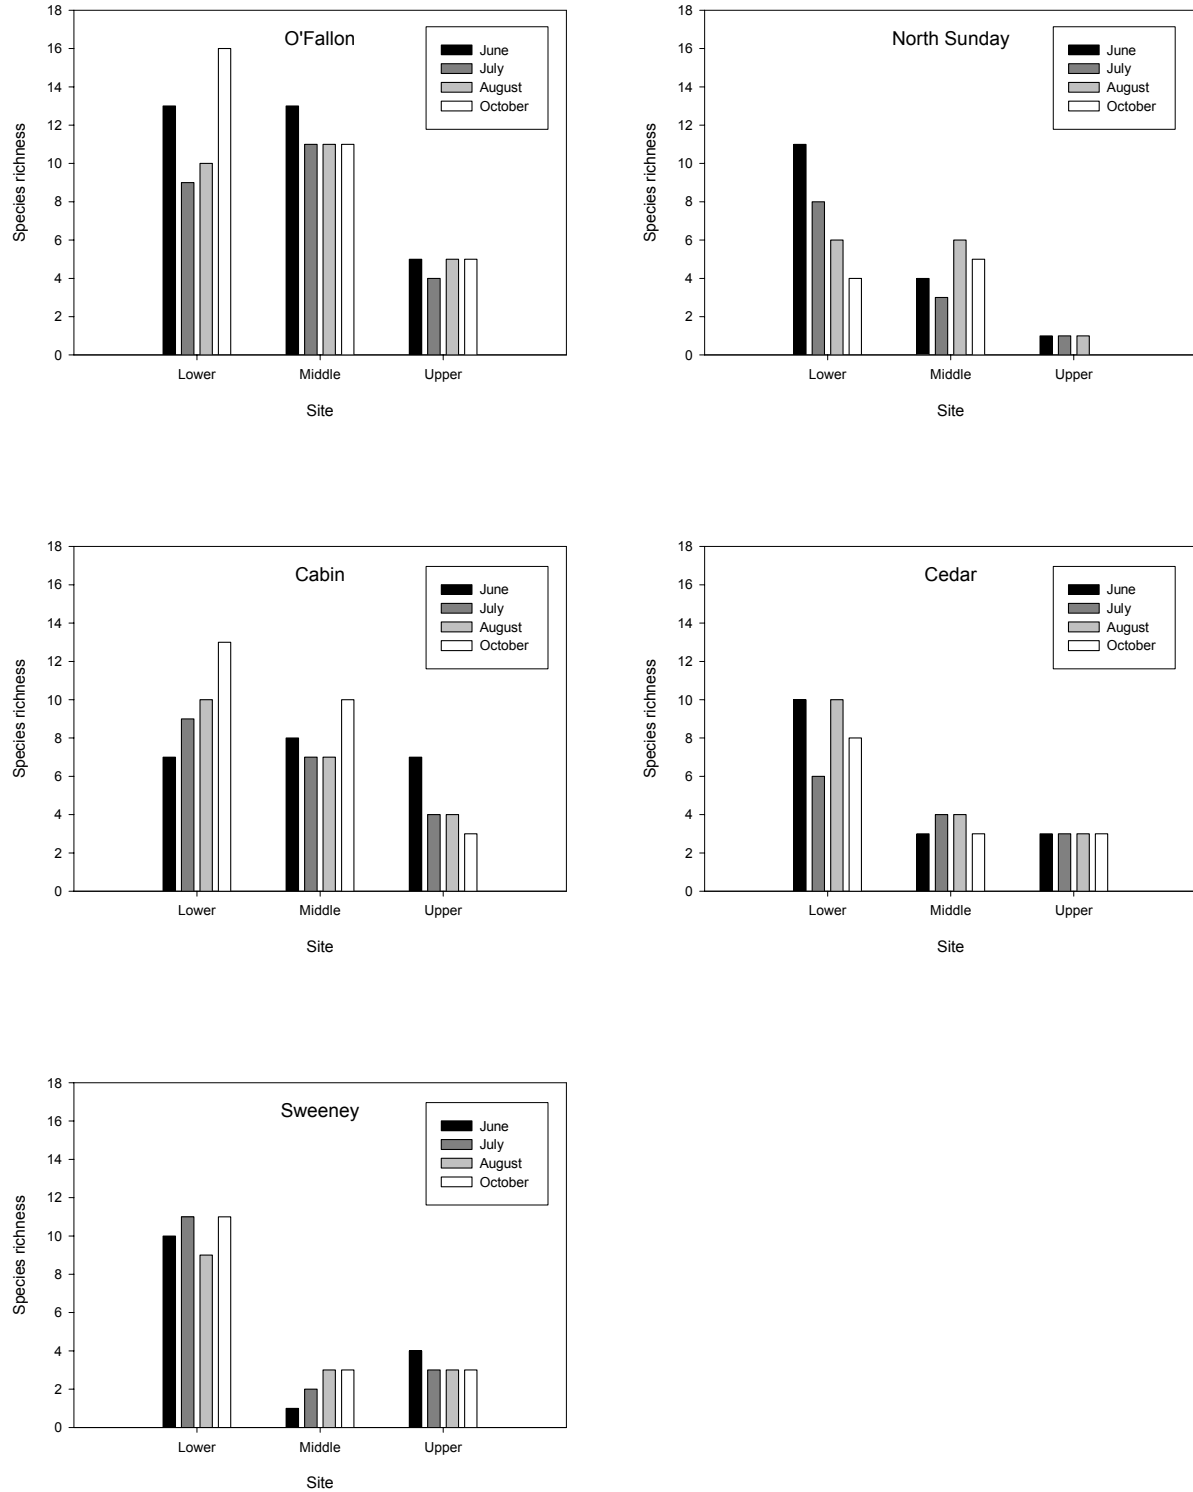 O'Fallon
June
July
August
October
18
16
14
12
10
8
6
4
2
0
Species richness
Lower Middle Upper
Site
North Sunday
June
July
August
October
18
16
14
12
10
8
6
4
2
0
Species richness
Lower Middle Upper
Site
Cabin
June
July
August
October
18
16
14
12
10
8
6
4
2
0
Species richness
Lower Middle Upper
Site
Cedar
June
July
August
October
18
16
14
12
10
8
6
4
2
0
Species richness
Lower Middle Upper
Site
Sweeney
June
July
August
October
18
16
14
12
10
8
6
4
2
0
Species richness
Lower Middle Upper
Site